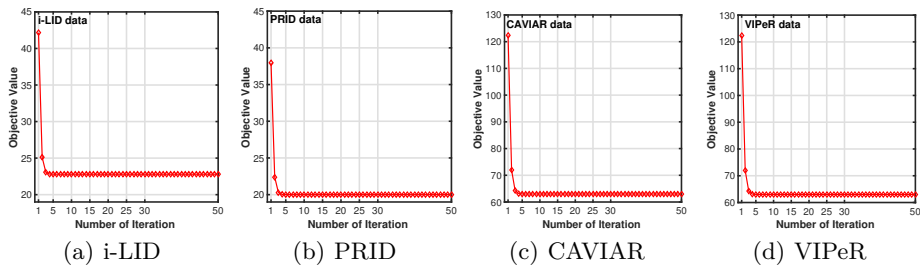 i-LID data
45
40
35
30
25
20
Objective Value
1 5 10 15 20 25 30 50
Number of Iteration
(a) i-LID
PRID data
45
40
35
30
25
20
Objective Value
1 5 10 15 20 25 30 50
Number of Iteration
(b) PRID
CAVIAR data
130
120
110
100
90
80
70
60
Objective Value
1 5 10 15 20 25 30 50
Number of Iteration
(c) CAVIAR
VIPeR data
130
120
110
100
90
80
70
60
Objective Value
1 5 10 15 20 25 30 50
Number of Iteration
(d) VIPeR